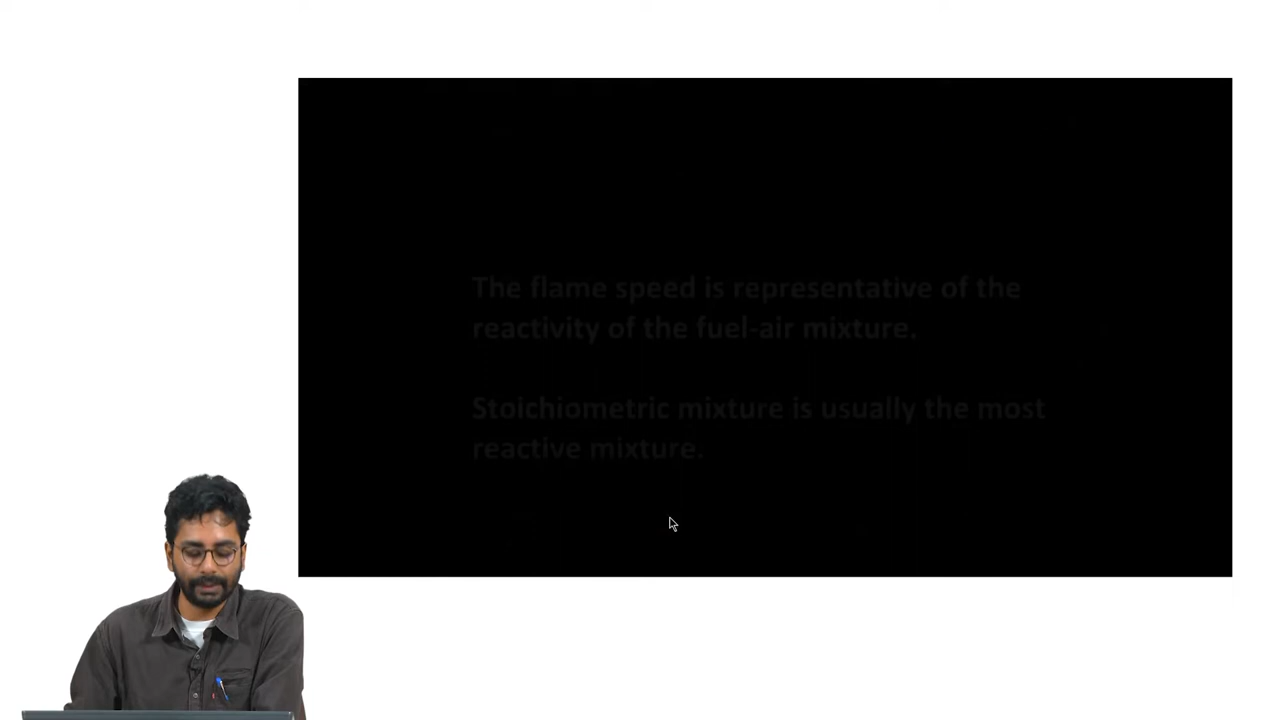 The flame speed is representative of the
reactivity of the fuel-air mixture.
Stoichiometric mixture is usually the most
reactive mixture.